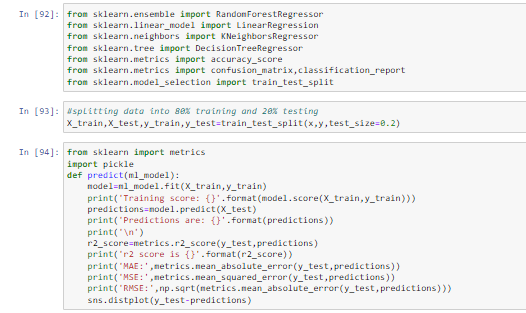 In [92]: from sklearn.ensemble import RandomForestRegressor
from sklearn.linear_model import LinearRegression
from sklearn.neighbors import KNeighborsRegressor
from sklearn.tree import DecisionTreeRegressor
from sklearn.metrics import accuracy_score
from sklearn.metrics import confusion_matrix,classification_report
from sklearn.model_selection import train_test_split
In [93]: #splitting data into 80% training and 20% testing
X_train,X_test,y_train,y_test=train_test_split(x,y,test_size=0.2)
In [94]: from sklearn import metrics
import pickle
def predict(ml_model):
    model=ml_model.fit(X_train,y_train)
    print('Training score: {}'.format(model.score(X_train,y_train)))
    predictions=model.predict(X_test)
    print('Predictions are: {}'.format(predictions))
    print('\n')
    r2_score=metrics.r2_score(y_test,predictions)
    print('r2 score is {}'.format(r2_score))
    print('MAE:',metrics.mean_absolute_error(y_test,predictions))
    print('MSE:',metrics.mean_squared_error(y_test,predictions))
    print('RMSE:',np.sqrt(metrics.mean_absolute_error(y_test,predictions)))
    sns.distplot(y_test-predictions)